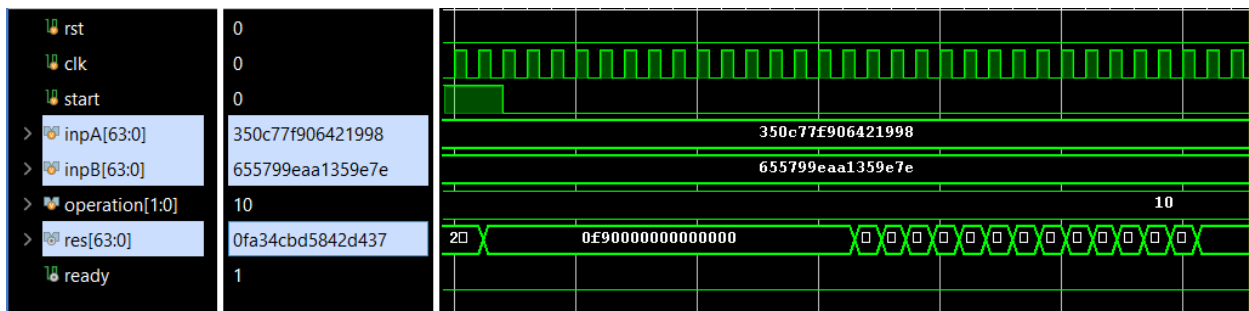 rst 0
clk 0
start 0
inpA[63:0] 350c77f906421998 350c77f906421998
inpB[63:0] 655799eaa1359e7e 655799eaa1359e7e
operation[1:0] 10 10
res[63:0] 0fa34cbd5842d437 2 0f90000000000000
ready 1